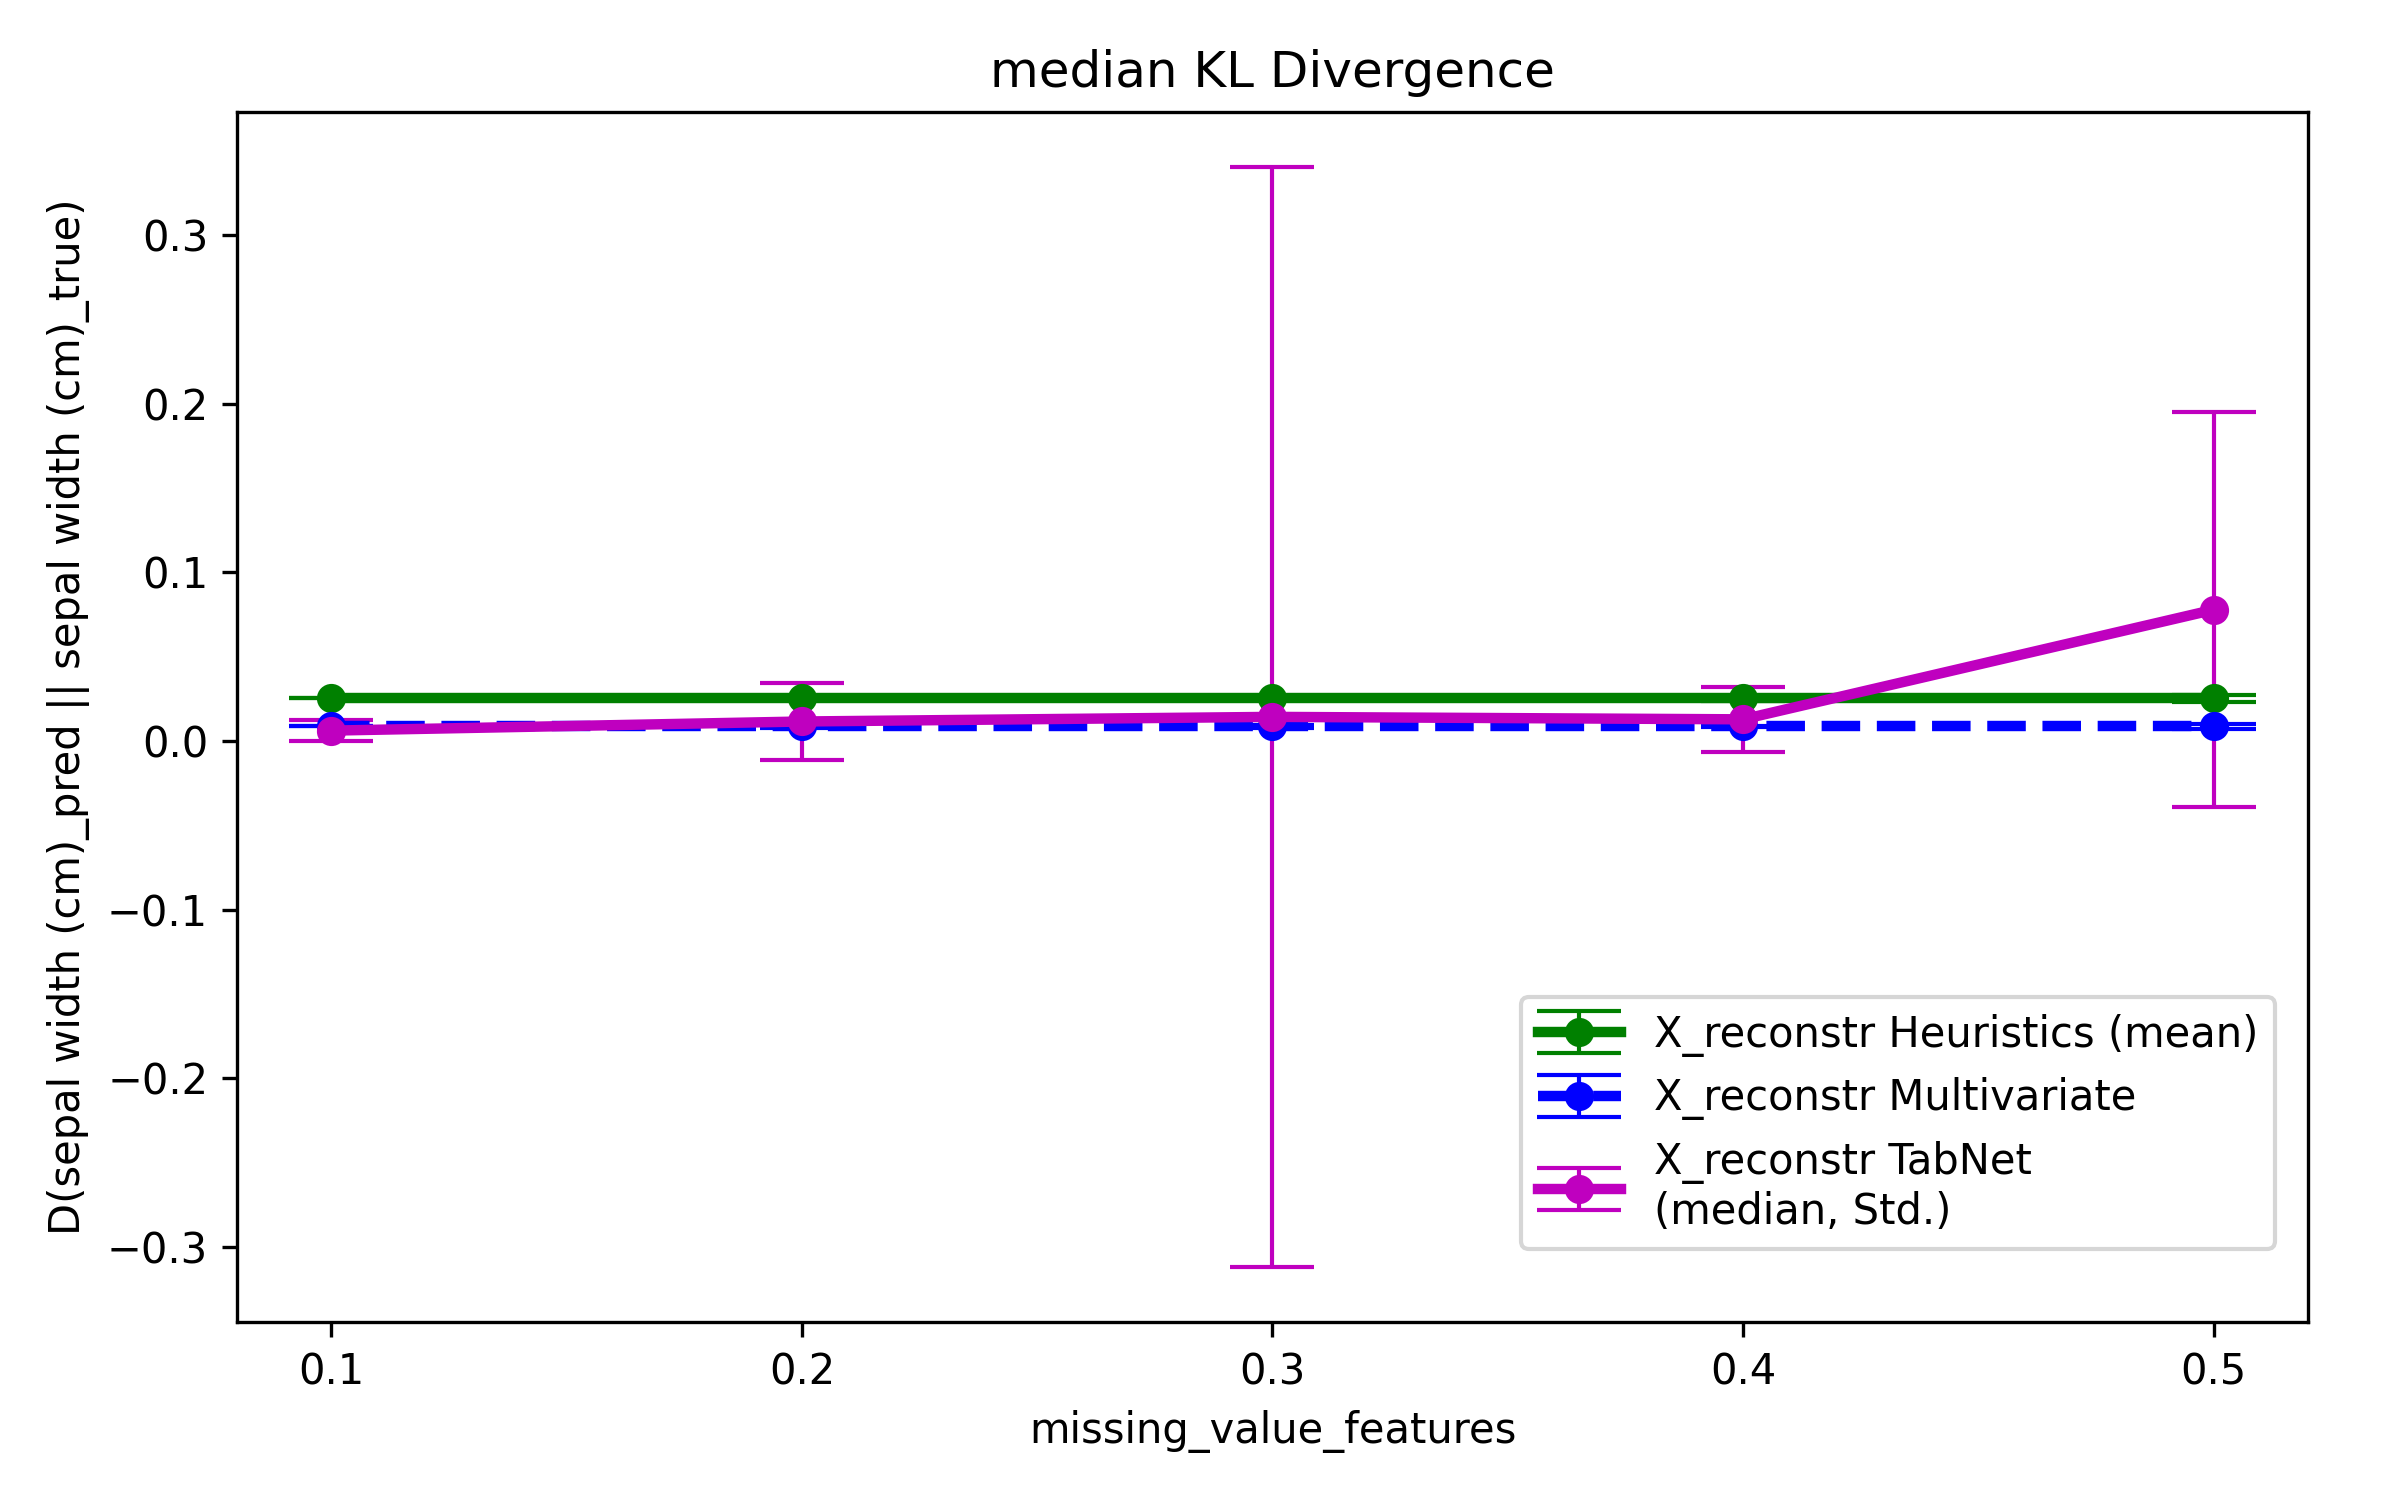 median KL Divergence
D(sepal width (cm)_pred || sepal width (cm)_true)
0.3
0.2
0.1
0.0
−0.1
−0.2
−0.3
X_reconstr Heuristics (mean)
X_reconstr Multivariate
X_reconstr TabNet
(median, Std.)
0.1
0.2
0.3
0.4
0.5
missing_value_features